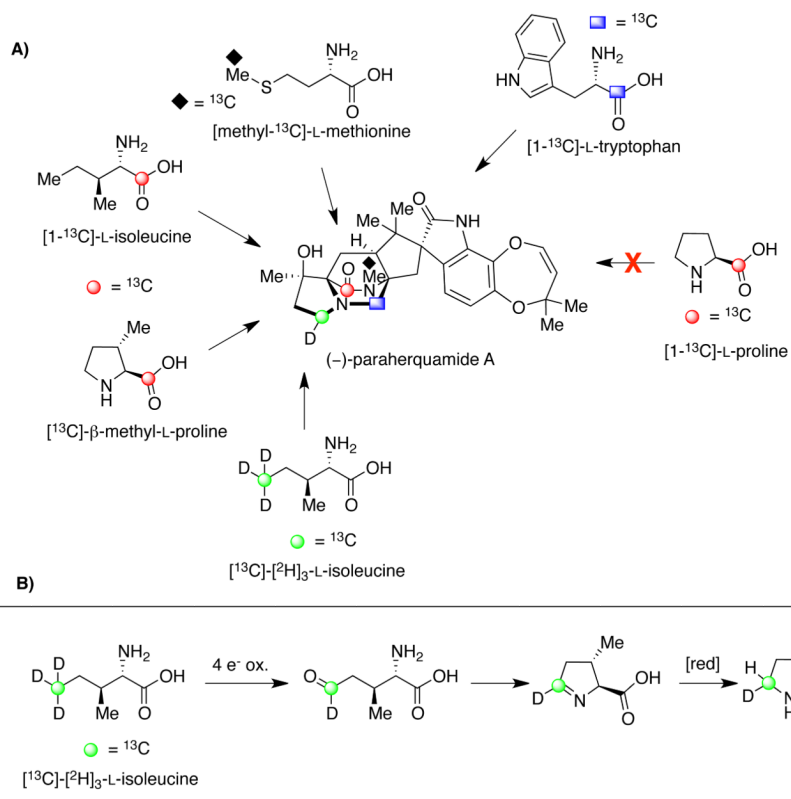 A)
= ¹³C
NH₂
Me
S
OH
O
◆ = ¹³C
[methyl-¹³C]-L-methionine
NH₂
HN
OH
O
[1-¹³C]-L-tryptophan
NH₂
OH
Me
Me
O
[1-¹³C]-L-isoleucine
= ¹³C
Me
OH
N
H
O
[¹³C]-β-methyl-L-proline
O
NH
Me
Me
H
OH
O
Me
Me
N
N
D
O
O
Me
Me
(−)-paraherquamide A
X
OH
N
H
O
= ¹³C
[1-¹³C]-L-proline
D
D
D
NH₂
OH
Me
O
= ¹³C
[¹³C]-[²H]₃-L-isoleucine
B)
D
D
D
NH₂
OH
Me
O
= ¹³C
[¹³C]-[²H]₃-L-isoleucine
4 e⁻ ox.
O
D
NH₂
OH
Me
O
Me
D
N
OH
O
[red]
H
D
N
H